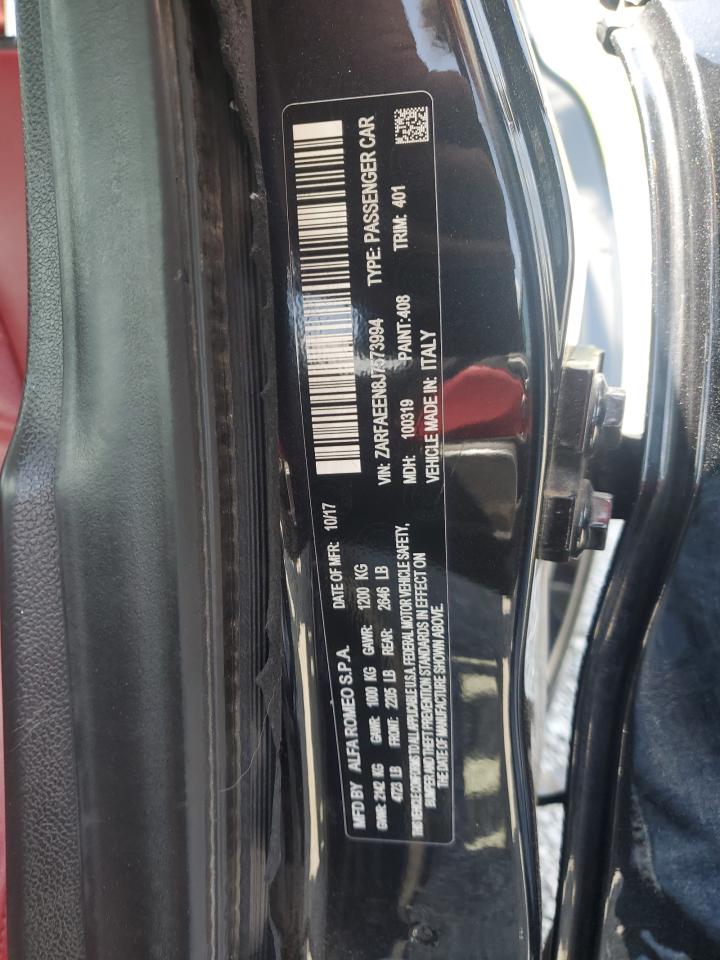 MFD BY ALFA ROMEO S.P.A. DATE OF MFR: 10/17
GVWR: 2142 KG GAWR: 1000 KG GAWR: 1200 KG
4723 LB FRONT: 2205 LB REAR: 2646 LB
THIS VEHICLE CONFORMS TO ALL APPLICABLE U.S.A. FEDERAL MOTOR VEHICLE SAFETY,
BUMPER, AND THEFT PREVENTION STANDARDS IN EFFECT ON
THE DATE OF MANUFACTURE SHOWN ABOVE.
VIN: ZARFAEEN8J7573994 TYPE: PASSENGER CAR
MDH: 100319 PAINT:408 TRIM: 401
VEHICLE MADE IN: ITALY